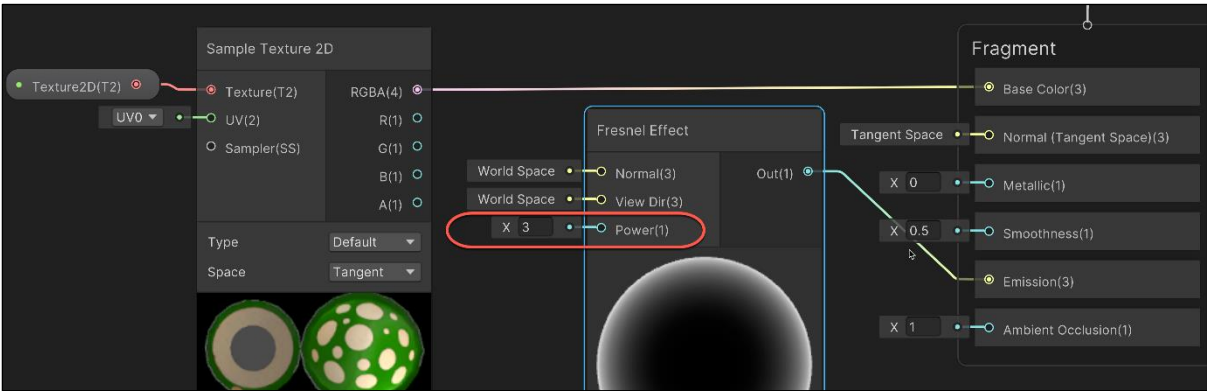 Texture2D(T2)
UV0
Sample Texture 2D
Texture(T2)
RGBA(4)
UV(2)
R(1)
Sampler(SS)
G(1)
B(1)
A(1)
Type
Default
Space
Tangent
Fresnel Effect
World Space
Normal(3)
Out(1)
World Space
View Dir(3)
X 3
Power(1)
Fragment
Base Color(3)
Tangent Space
Normal (Tangent Space)(3)
X 0
Metallic(1)
X 0.5
Smoothness(1)
Emission(3)
X 1
Ambient Occlusion(1)